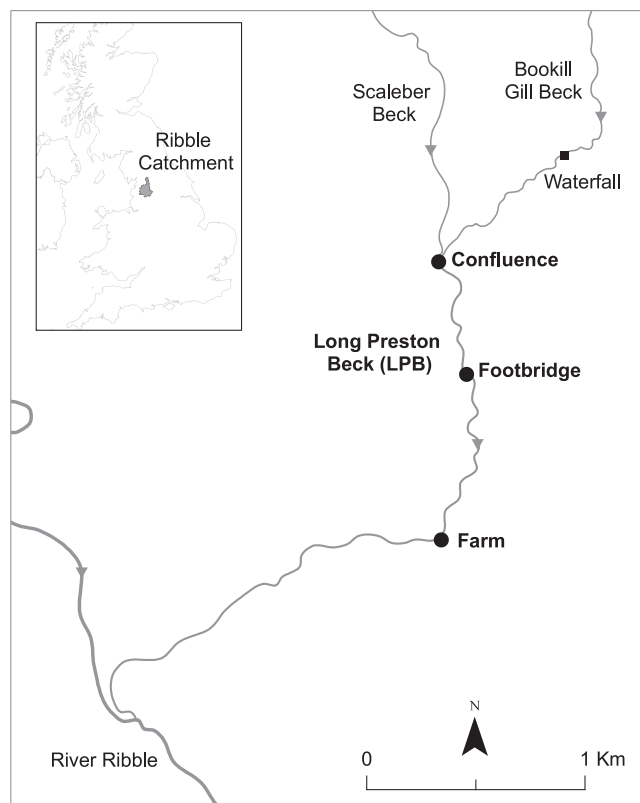 Ribble
Catchment
Scaleber
Beck
Bookill
Gill Beck
Waterfall
Confluence
Long Preston
Beck (LPB)
Footbridge
Farm
River Ribble
N
0
1 Km